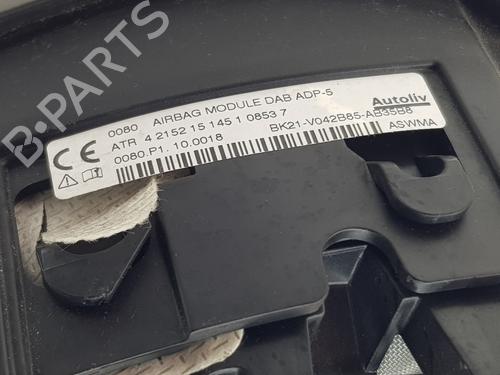 0080 AIRBAG MODULE DAB ADP-5
Autoliv
ATR 4 2152 15 145 1 0853 7
BK21-V042B85-AB35B8
0080.P1. 10.0018
ASWMA
CE
B-PARTS